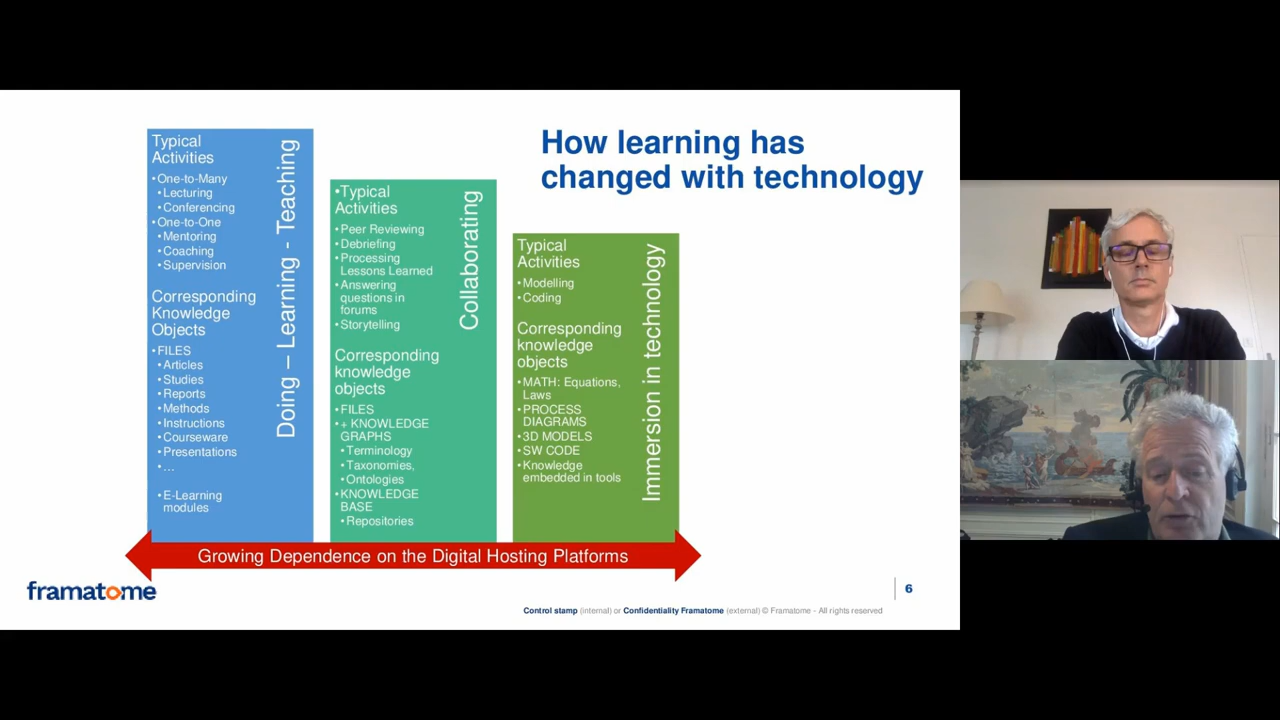 How learning has
changed with technology
Typical
Activities
•One-to-Many
•Lecturing
•Conferencing
•One-to-One
•Mentoring
•Coaching
•Supervision
Corresponding
Knowledge
Objects
•FILES
•Articles
•Studies
•Reports
•Methods
•Instructions
•Courseware
•Presentations
•...
•E-Learning
modules
Doing – Learning - Teaching
•Typical
Activities
•Peer Reviewing
•Debriefing
•Processing
Lessons Learned
•Answering
questions in
forums
•Storytelling
Corresponding
knowledge
objects
•FILES
•+ KNOWLEDGE
GRAPHS
•Terminology
•Taxonomies,
•Ontologies
•KNOWLEDGE
BASE
•Repositories
Collaborating
Typical
Activities
•Modelling
•Coding
Corresponding
knowledge
objects
•MATH: Equations,
Laws
•PROCESS
DIAGRAMS
•3D MODELS
•SW CODE
•Knowledge
embedded in tools
Immersion in technology
Growing Dependence on the Digital Hosting Platforms
framatome
6
Control stamp (internal) or Confidentiality Framatome (external) © Framatome - All rights reserved